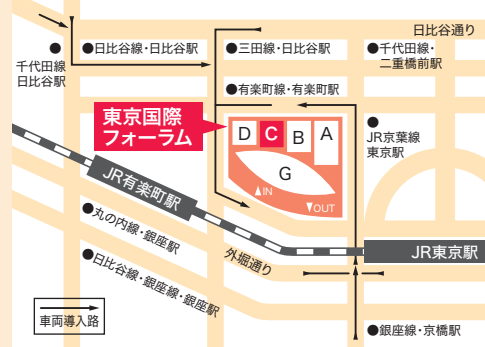 日比谷通り
千代田線
日比谷駅
●日比谷線・日比谷駅
●三田線・日比谷駅
●千代田線・
二重橋前駅
●有楽町線・有楽町駅
東京国際
フォーラム
D
C
B
A
G
▲IN
▼OUT
JR京葉線
東京駅
JR有楽町駅
●丸の内線・銀座駅
●日比谷線・銀座線・銀座駅
外堀通り
JR東京駅
車両導入路
●銀座線・京橋駅